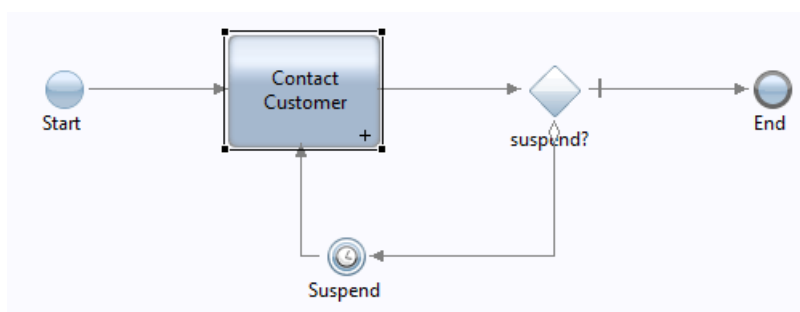 Contact
Customer
+
Start
suspend?
End
Suspend